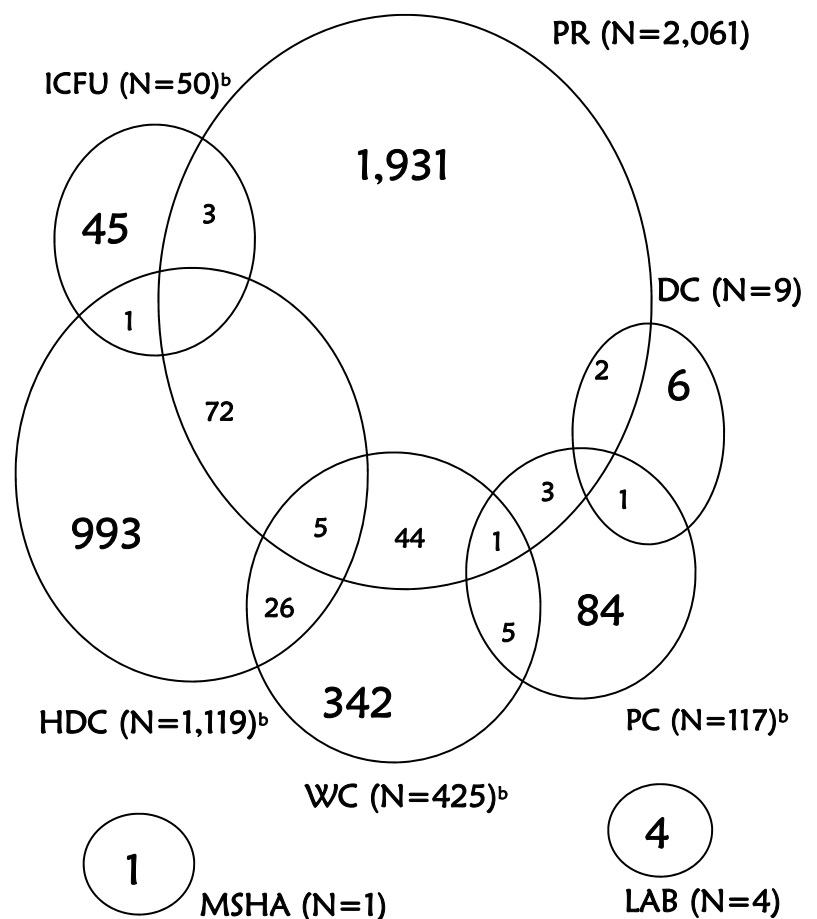 PR (N=2,061)
ICFU (N=50)ᵇ
1,931
45
3
DC (N=9)
1
2
6
72
3
1
993
5
44
1
26
84
5
342
HDC (N=1,119)ᵇ
PC (N=117)ᵇ
WC (N=425)ᵇ
1
4
MSHA (N=1)
LAB (N=4)